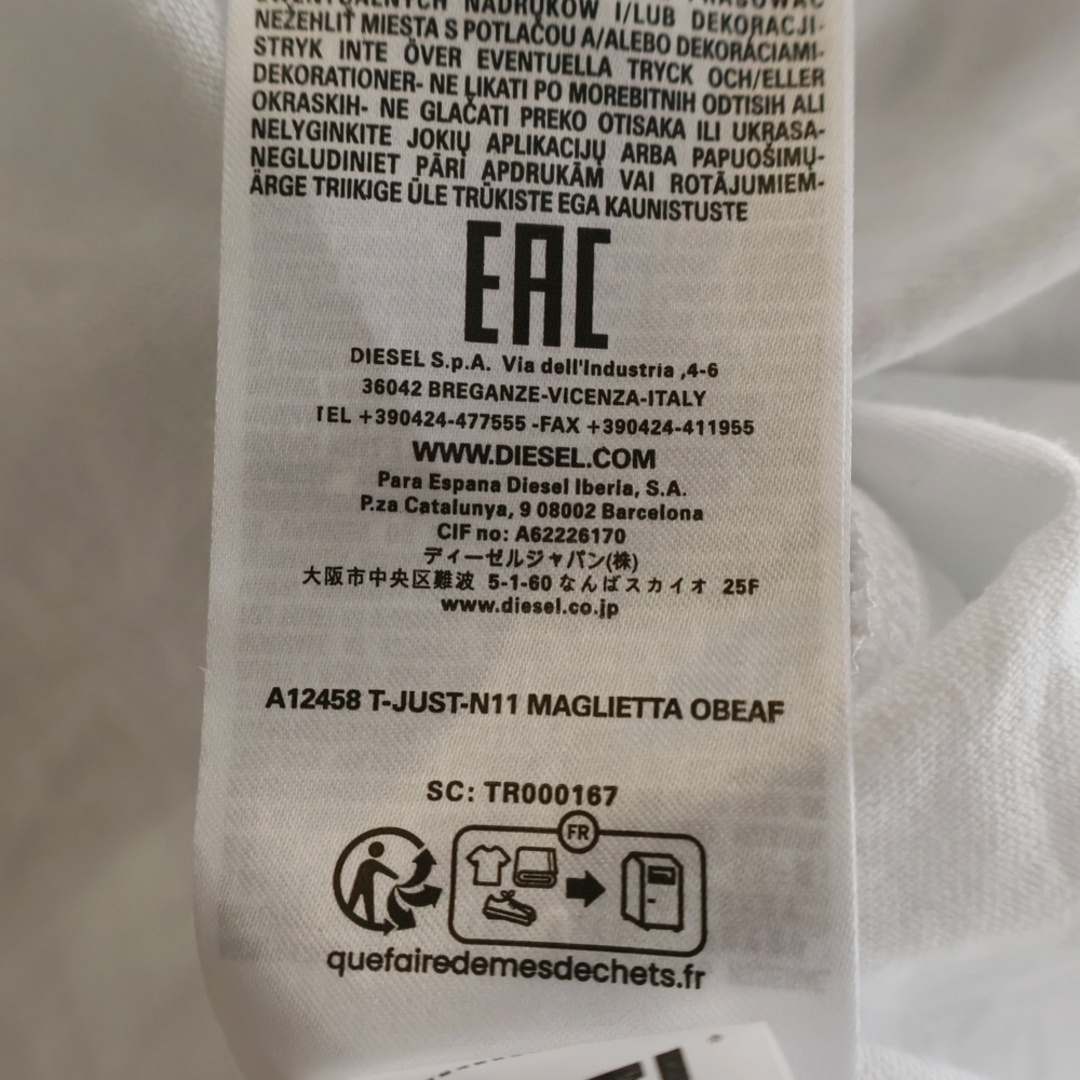 NADRUKÓW I/LUB DEKORACJI-
NEŽEHLIŤ MIESTA S POTLAČOU A/ALEBO DEKORÁCIAMI-
STRYK INTE ÖVER EVENTUELLA TRYCK OCH/ELLER
DEKORATIONER- NE LIKATI PO MOREBITNIH ODTISIH ALI
OKRASKIH- NE GLAČATI PREKO OTISAKA ILI UKRASA-
NELYGINKITE JOKIŲ APLIKACIJŲ ARBA PAPUOŠIMŲ-
NEGLUDINIET PĀRI APDRUKĀM VAI ROTĀJUMIEM-
ÄRGE TRIIKIGE ÜLE TRÜKISTE EGA KAUNISTUSTE
EAC
DIESEL S.p.A. Via dell'Industria ,4-6
36042 BREGANZE-VICENZA-ITALY
TEL +390424-477555 -FAX +390424-411955
WWW.DIESEL.COM
Para Espana Diesel Iberia, S.A.
P.za Catalunya, 9 08002 Barcelona
CIF no: A62226170
ディーゼルジャパン(株)
大阪市中央区難波 5-1-60 なんばスカイオ 25F
www.diesel.co.jp
A12458 T-JUST-N11 MAGLIETTA OBEAF
SC: TR000167
FR
quefairedemesdechets.fr